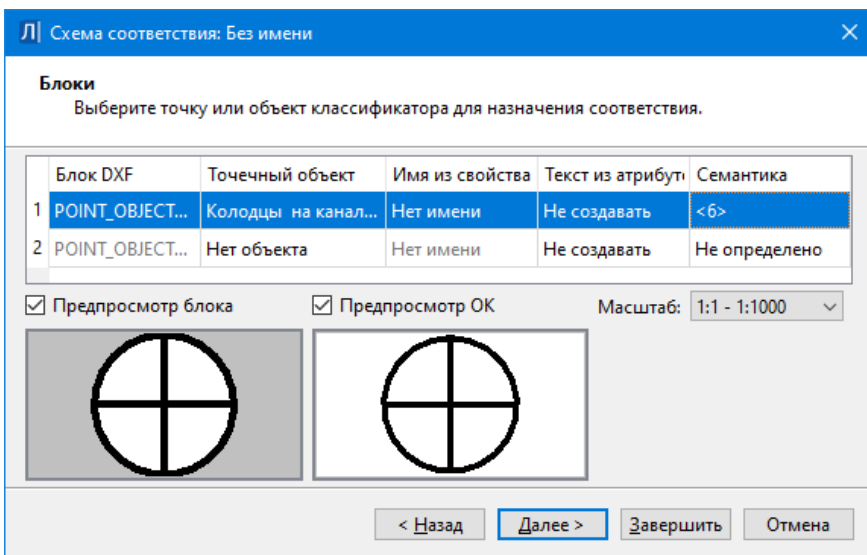 Л| Схема соответствия: Без имени
Блоки
Выберите точку или объект классификатора для назначения соответствия.
Блок DXF Точечный объект Имя из свойства Текст из атрибут Семантика
1 POINT_OBJECT... Колодцы на канал... Нет имени Не создавать <6>
2 POINT_OBJECT... Нет объекта Нет имени Не создавать Не определено
Предпросмотр блока Предпросмотр ОК Масштаб: 1:1 - 1:1000
< Назад Далее > Завершить Отмена